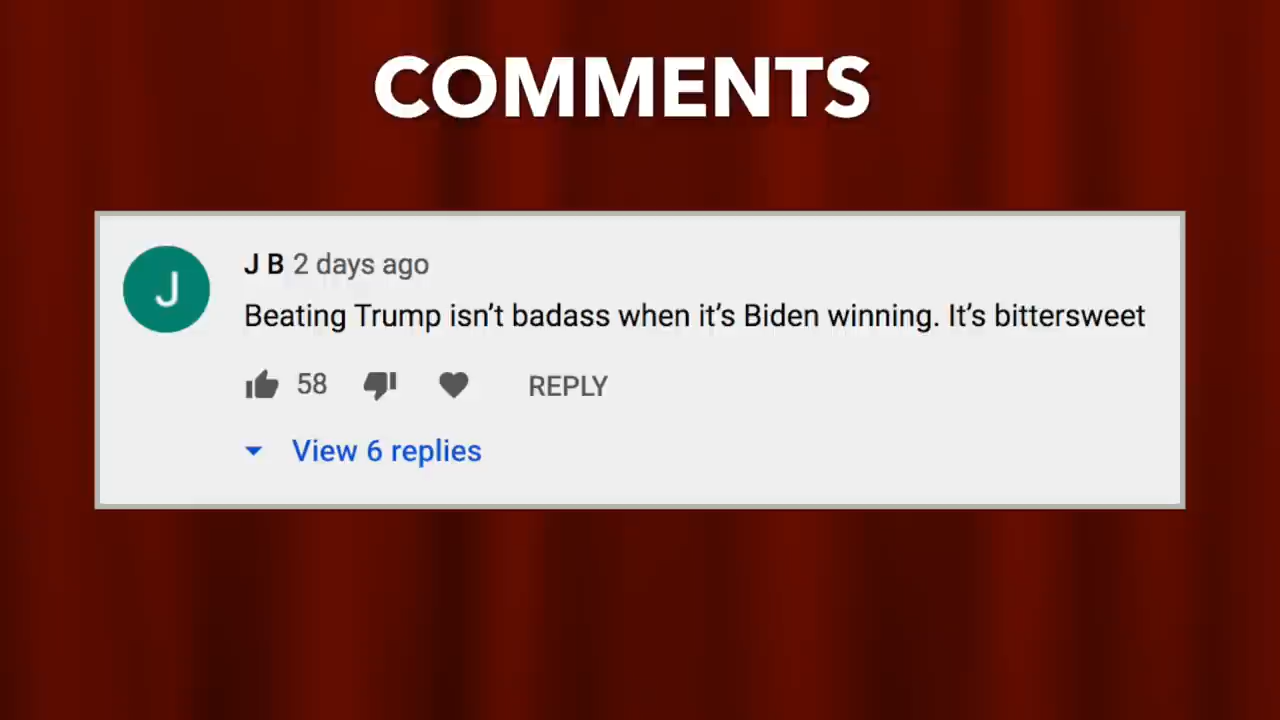 COMMENTS
J
J B 2 days ago
Beating Trump isn’t badass when it’s Biden winning. It’s bittersweet
58 REPLY
View 6 replies